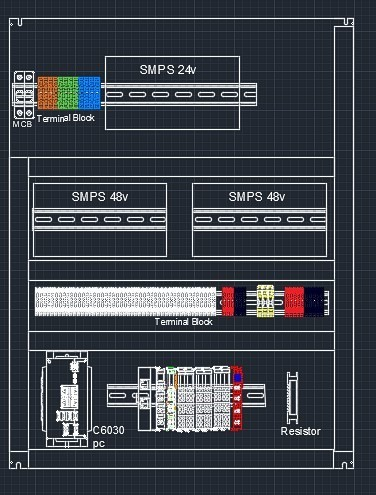 SMPS 24v
MCB
Terminal Block
SMPS 48v
SMPS 48v
Terminal Block
C6030
pc
Resistor